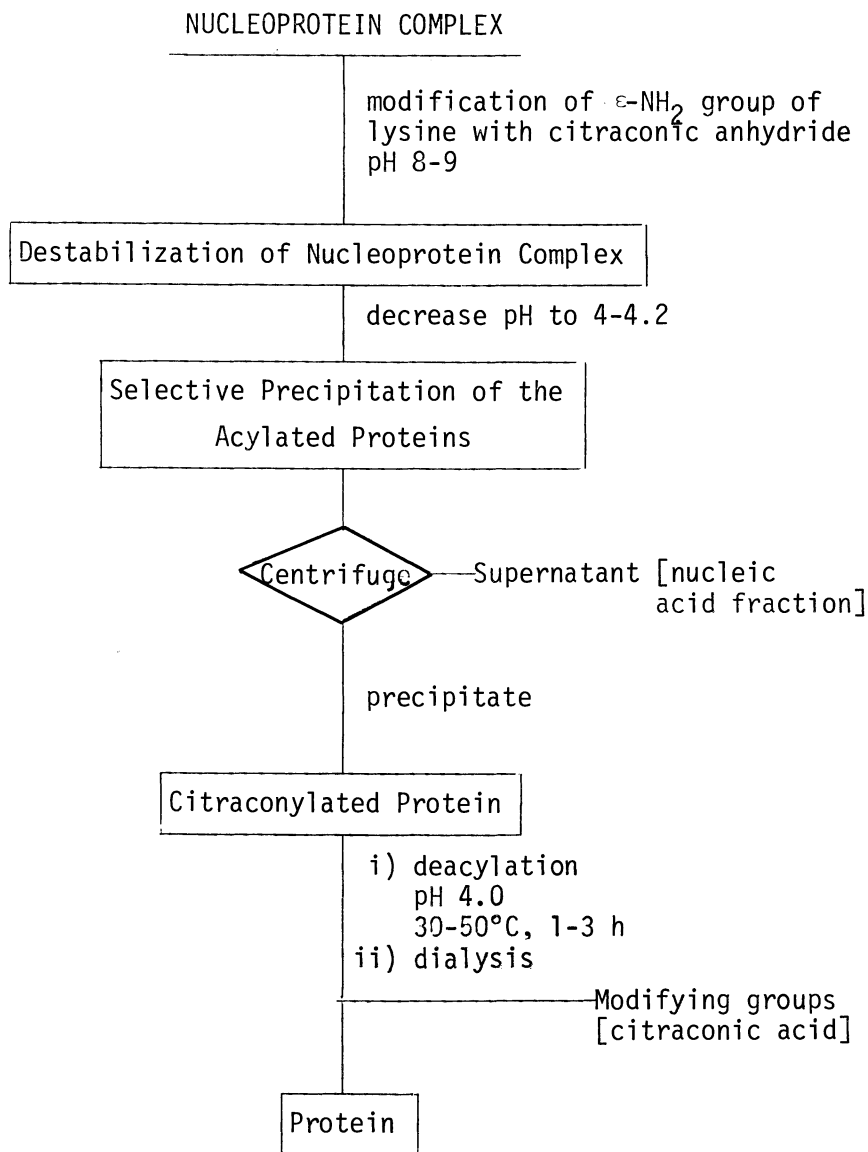 NUCLEOPROTEIN COMPLEX
modification of ε-NH₂ group of
lysine with citraconic anhydride
pH 8-9
Destabilization of Nucleoprotein Complex
decrease pH to 4-4.2
Selective Precipitation of the
Acylated Proteins
Centrifuge
Supernatant [nucleic
acid fraction]
precipitate
Citraconylated Protein
i) deacylation
pH 4.0
30-50°C, 1-3 h
ii) dialysis
Modifying groups
[citraconic acid]
Protein